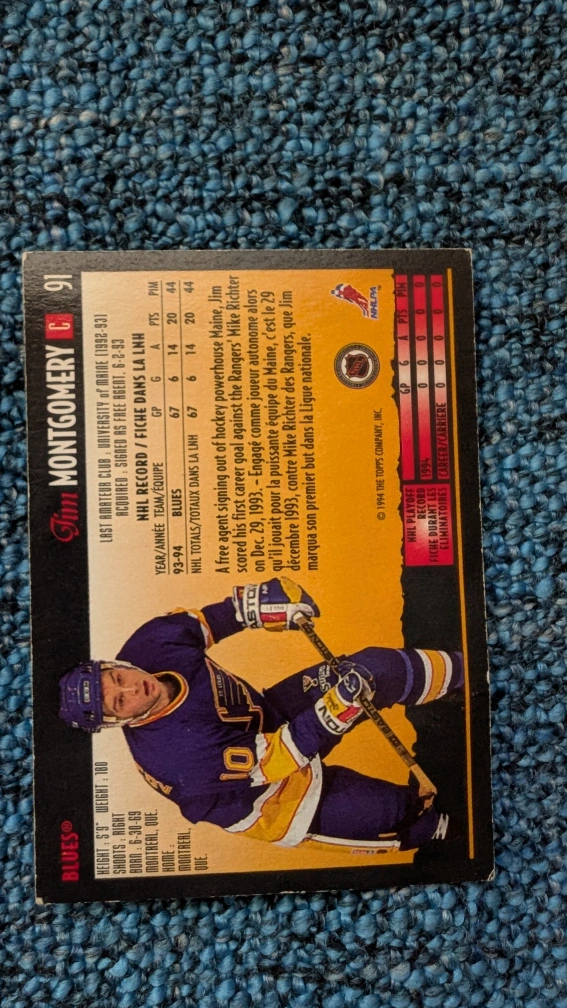 BLUES® Jim MONTGOMERY C 91
HEIGHT : 5'9" WEIGHT : 180
SHOOTS : RIGHT
BORN : 6-30-69
MONTREAL, QUE.
HOME :
MONTREAL,
QUE.
LAST AMATEUR CLUB : UNIVERSITY of MAINE (1992-93)
ACQUIRED : SIGNED AS FREE AGENT, 6-2-93
NHL RECORD / FICHE DANS LA LNH
YEAR/ANNÉE TEAM/ÉQUIPE GP G A PTS PIM
93-94 BLUES 67 6 14 20 44
NHL TOTALS/TOTAUX DANS LA LNH 67 6 14 20 44
A free agent signing out of hockey powerhouse Maine, Jim
scored his first career goal against the Rangers' Mike Richter
on Dec. 29, 1993. – Engagé comme joueur autonome alors
qu'il jouait pour la puissante équipe du Maine, c'est le 29
décembre 1993, contre Mike Richter des Rangers, que Jim
marqua son premier but dans la Ligue nationale.
10
NHL
NHLPA™
© 1994 THE TOPPS COMPANY, INC.
NHL PLAYOFF
RECORD
FICHE DURANT LES
ÉLIMINATOIRES
GP G A PTS PIM
1994 0 0 0 0 0
CAREER/CARRIÈRE 0 0 0 0 0